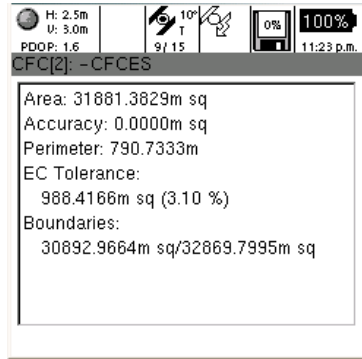 H: 2.5m
V: 3.0m
PDOP: 1.6
10°
T
9/ 15
0%
100%
11:23 p.m.
CFC[2]: -CFCES
Area: 31881.3829m sq
Accuracy: 0.0000m sq
Perimeter: 790.7333m
EC Tolerance:
988.4166m sq (3.10 %)
Boundaries:
30892.9664m sq/32869.7995m sq